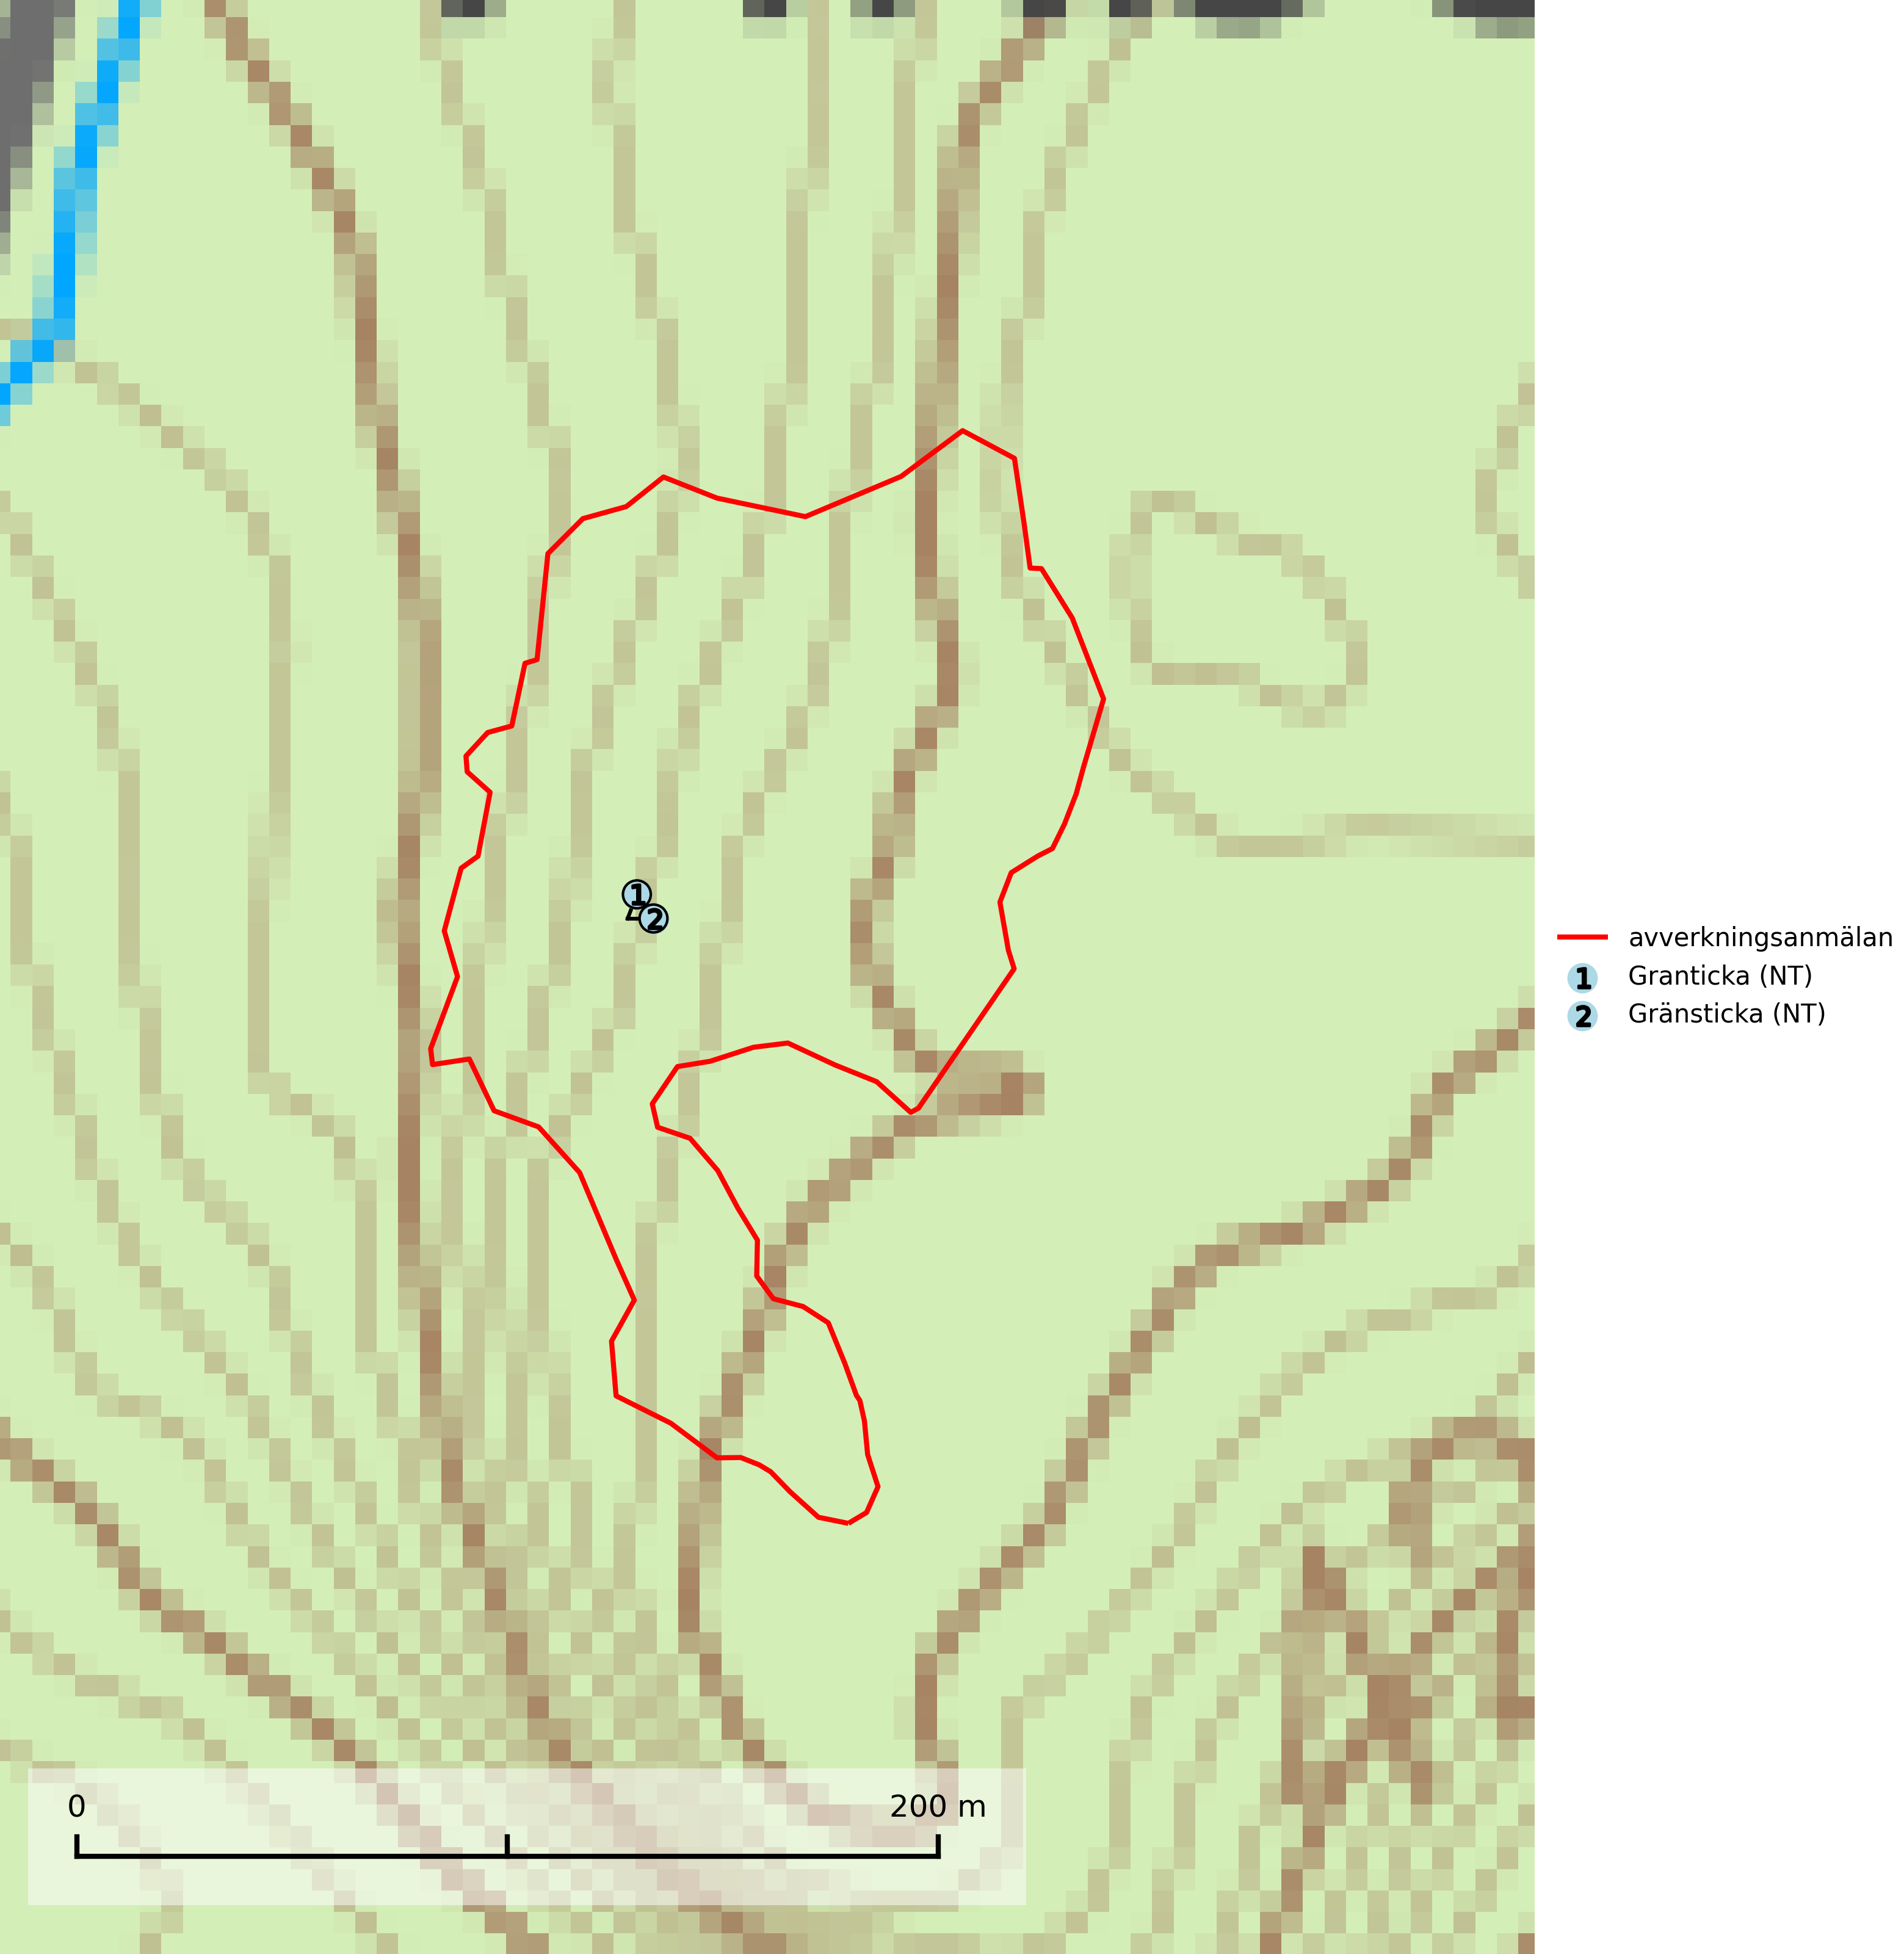 1
2
avverkningsanmälan
1 Granticka (NT)
2 Gränsticka (NT)
0 200 m